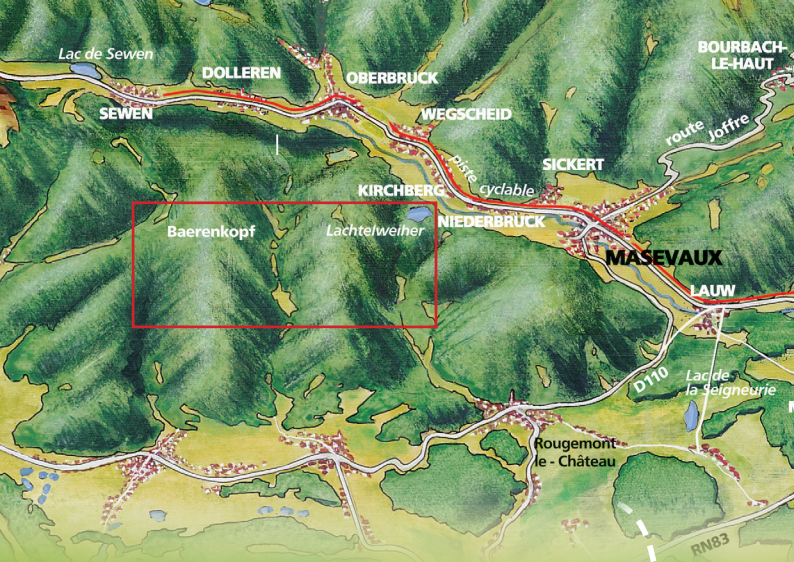 Lac de Sewen
BOURBACH-
LE-HAUT
DOLLEREN
OBERBRUCK
SEWEN
WEGSCHEID
route Joffre
piste cyclable
SICKERT
KIRCHBERG
NIEDERBRUCK
Baerenkopf
Lachtelweiher
MASEVAUX
LAUW
D110
Lac de
la Seigneurie
M
Rougemont
le - Château
RN83